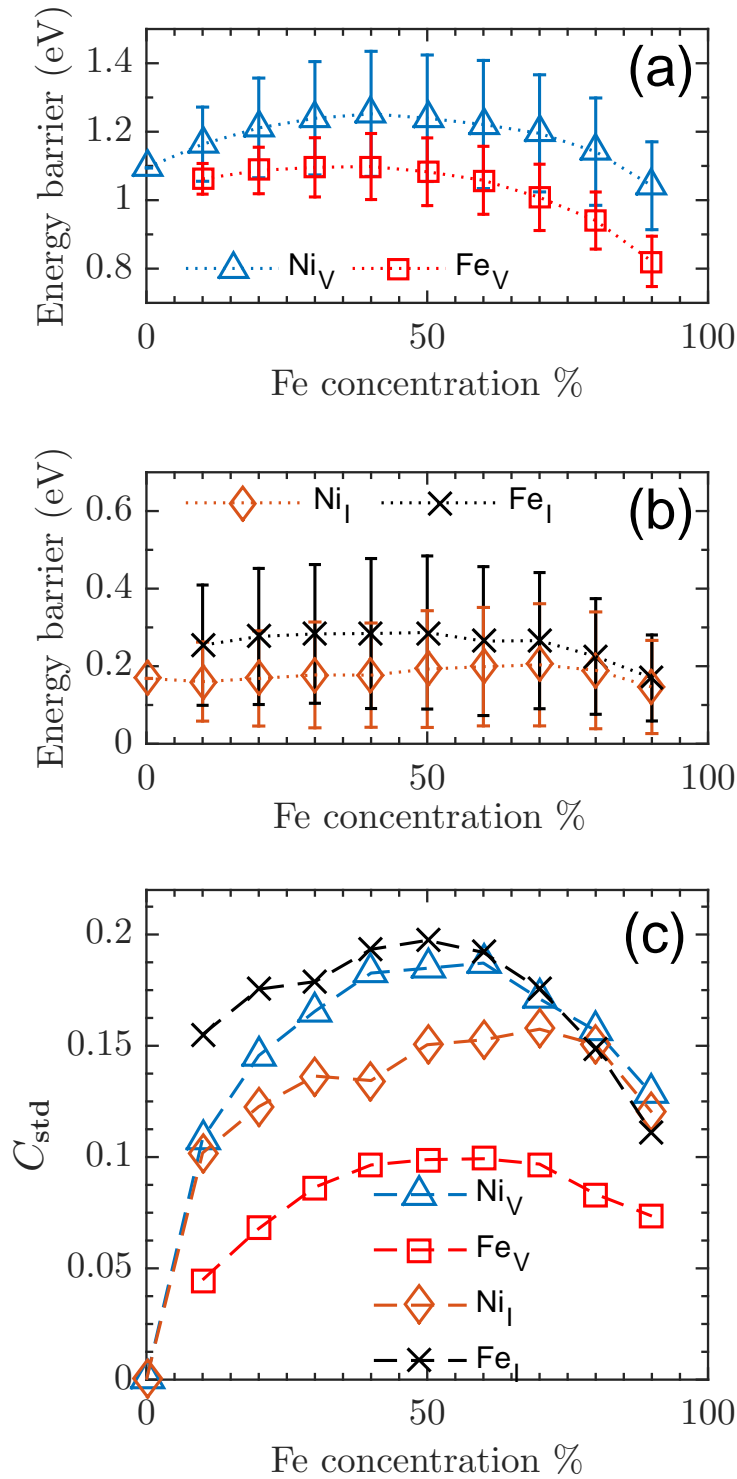 (a)
Energy barrier (eV)
1.4
1.2
1
0.8
Ni_V Fe_V
0 50 100
Fe concentration %
(b)
Energy barrier (eV)
0.6
0.4
0.2
0
Ni_I Fe_I
0 50 100
Fe concentration %
(c)
C_std
0.2
0.15
0.1
0.05
0
Ni_V
Fe_V
Ni_I
Fe_I
0 50 100
Fe concentration %